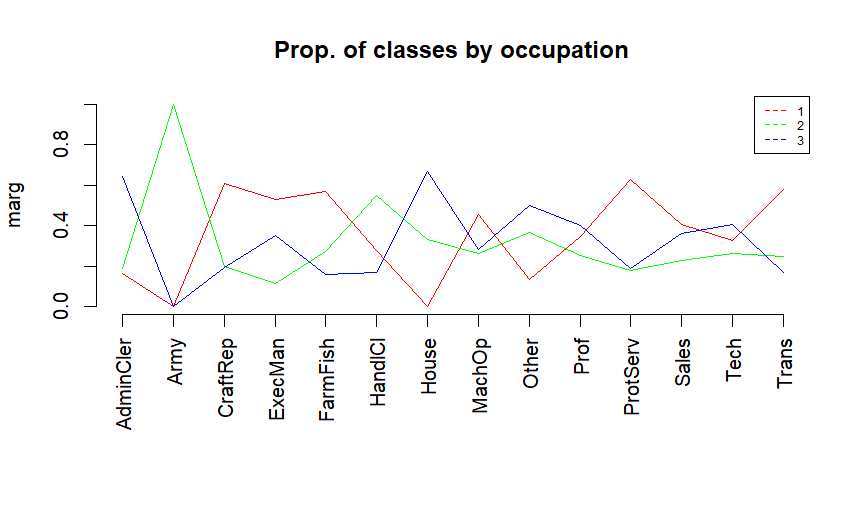 Prop. of classes by occupation
1
2
3
marg
0.8
0.4
0.0
AdminCler
Army
CraftRep
ExecMan
FarmFish
HandlCl
House
MachOp
Other
Prof
ProtServ
Sales
Tech
Trans